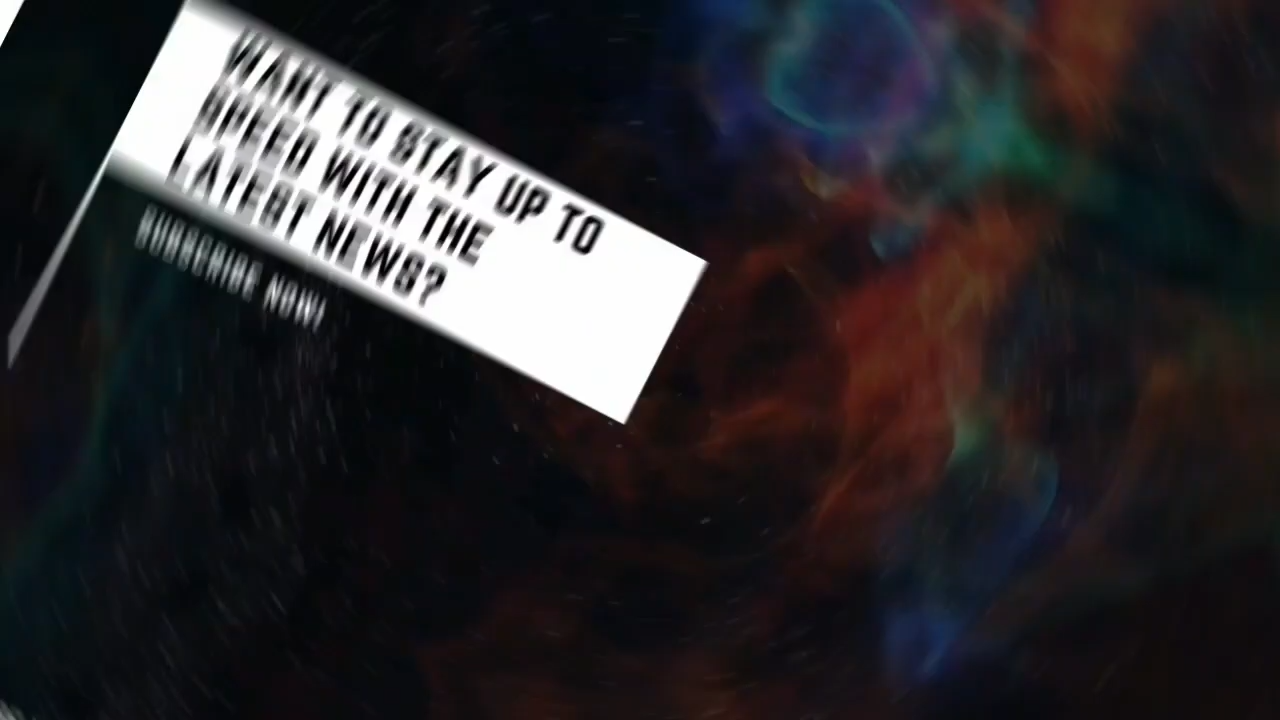 WANT TO STAY UP TO
SPEED WITH THE
LATEST NEWS?
SUBSCRIBE NOW!